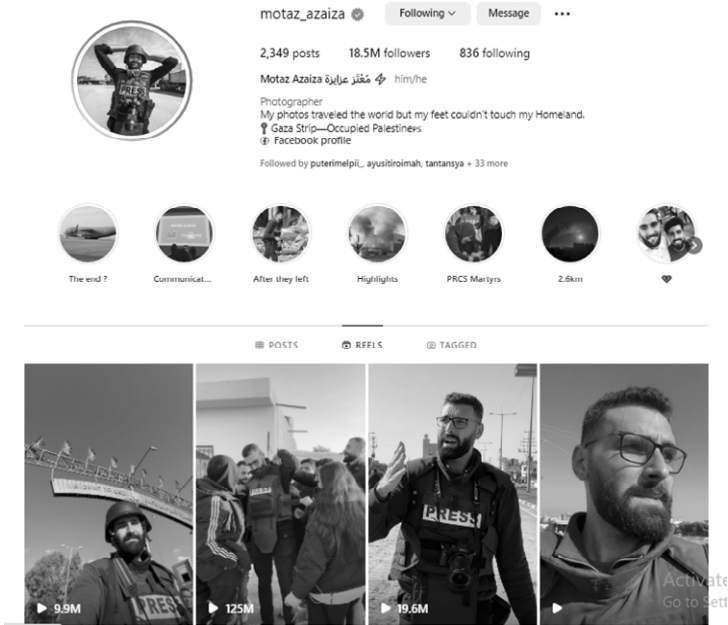 motaz_azaiza Following Message
2,349 posts 18.5M followers 836 following
Motaz Azaiza مُعْتَز عزايزة him/he
Photographer
My photos traveled the world but my feet couldn't touch my Homeland.
Gaza Strip—Occupied Palestine
Facebook profile
Followed by puterimelpii_, ayusitiroimah, tantansya + 33 more
The end ? Communicat... After they left Highlights PRCS Martyrs 2.6km
POSTS REELS TAGGED
PRESS
PRESS
PRESS
PRESS
9.9M 125M 19.6M
Activate
Go to Sett